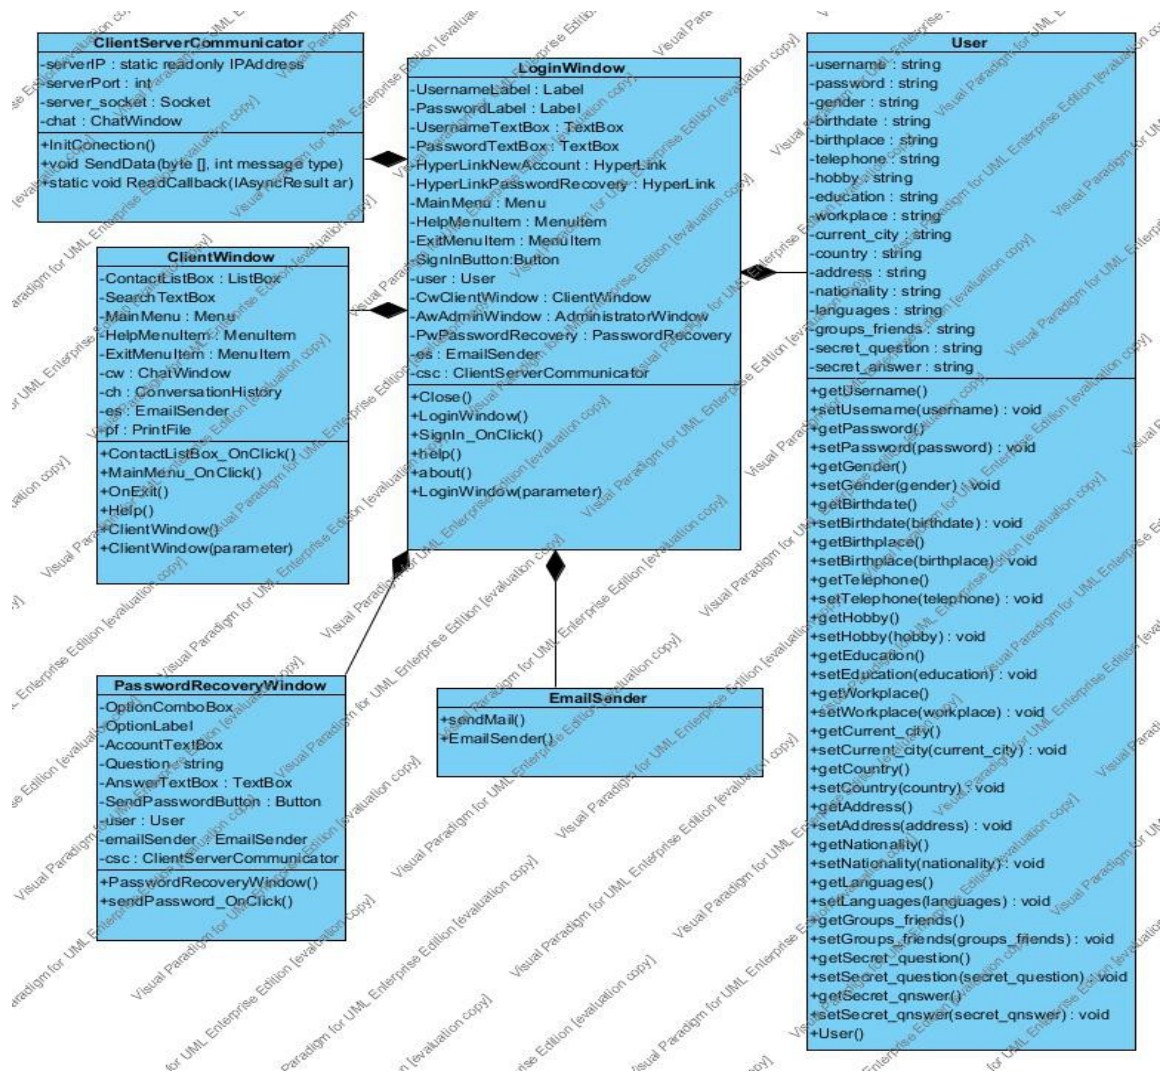 ClientServerCommunicator
-serverIP : static readonly IPAddress
-serverPort : int
-server_socket : Socket
-chat : ChatWindow
+InitConection()
+void SendData(byte [], int message type)
+static void ReadCallback(IAsyncResult ar)
ClientWindow
-ContactListBox : ListBox
-SearchTextBox
-MainMenu : Menu
-HelpMenuItem : MenuItem
-ExitMenuItem : MenuItem
-cw : ChatWindow
-ch : ConversationHistory
-es : EmailSender
-pf : PrintFile
+ContactListBox_OnClick()
+MainMenu_OnClick()
+OnExit()
+Help()
+ClientWindow()
+ClientWindow(parameter)
PasswordRecoveryWindow
-OptionComboBox
-OptionLabel
-AccountTextBox
-Question : string
-AnswerTextBox : TextBox
-SendPasswordButton : Button
-user : User
-emailSender : EmailSender
-csc : ClientServerCommunicator
+PasswordRecoveryWindow()
+sendPassword_OnClick()
LoginWindow
-UsernameLabel : Label
-PasswordLabel : Label
-UsernameTextBox : TextBox
-PasswordTextBox : TextBox
-HyperLinkNewAccount : HyperLink
-HyperLinkPasswordRecovery : HyperLink
-MainMenu : Menu
-HelpMenuItem : MenuItem
-ExitMenuItem : MenuItem
-SignInButton:Button
-user : User
-CwClientWindow : ClientWindow
-AwAdminWindow : AdministratorWindow
-PwPasswordRecovery : PasswordRecovery
-es : EmailSender
-csc : ClientServerCommunicator
+Close()
+LoginWindow()
+SignIn_OnClick()
+help()
+about()
+LoginWindow(parameter)
EmailSender
+sendMail()
+EmailSender()
User
-username : string
-password : string
-gender : string
-birthdate : string
-birthplace : string
-telephone : string
-hobby : string
-education : string
-workplace : string
-current_city : string
-country : string
-address : string
-nationality : string
-languages : string
-groups_friends : string
-secret_question : string
-secret_answer : string
+getUsername()
+setUsername(username) : void
+getPassword()
+setPassword(password) : void
+getGender()
+setGender(gender) : void
+getBirthdate()
+setBirthdate(birthdate) : void
+getBirthplace()
+setBirthplace(birthplace) : void
+getTelephone()
+setTelephone(telephone) : void
+getHobby()
+setHobby(hobby) : void
+getEducation()
+setEducation(education) : void
+getWorkplace()
+setWorkplace(workplace) : void
+getCurrent_city()
+setCurrent_city(current_city) : void
+getCountry()
+setCountry(country) : void
+getAddress()
+setAddress(address) : void
+getNationality()
+setNationality(nationality) : void
+getLanguages()
+setLanguages(languages) : void
+getGroups_friends()
+setGroups_friends(groups_friends) : void
+getSecret_question()
+setSecret_question(secret_question) : void
+getSecret_qnswer()
+setSecret_qnswer(secret_qnswer) : void
+User()
Visual Paradigm for UML Enterprise Edition [evaluation copy]